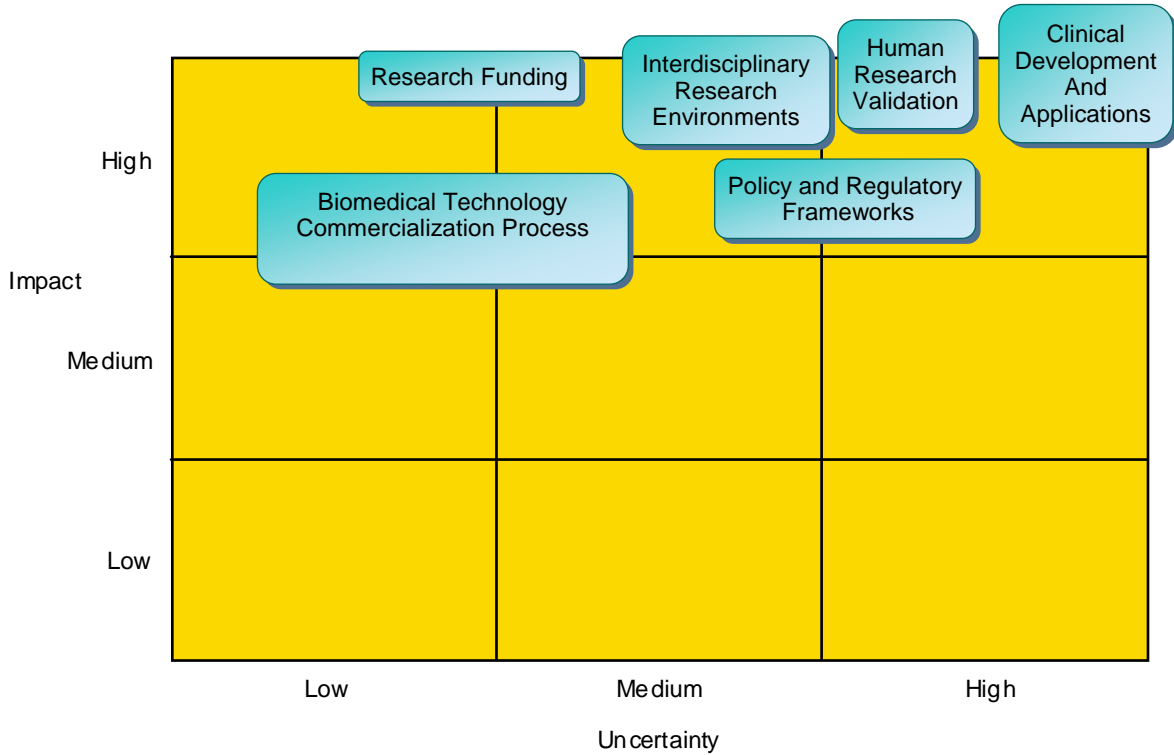 Research Funding
Interdisciplinary
Research
Environments
Human
Research
Validation
Clinical
Development
And
Applications
High
Biomedical Technology
Commercialization Process
Policy and Regulatory
Frameworks
Impact
Medium
Low
Low
Medium
High
Uncertainty